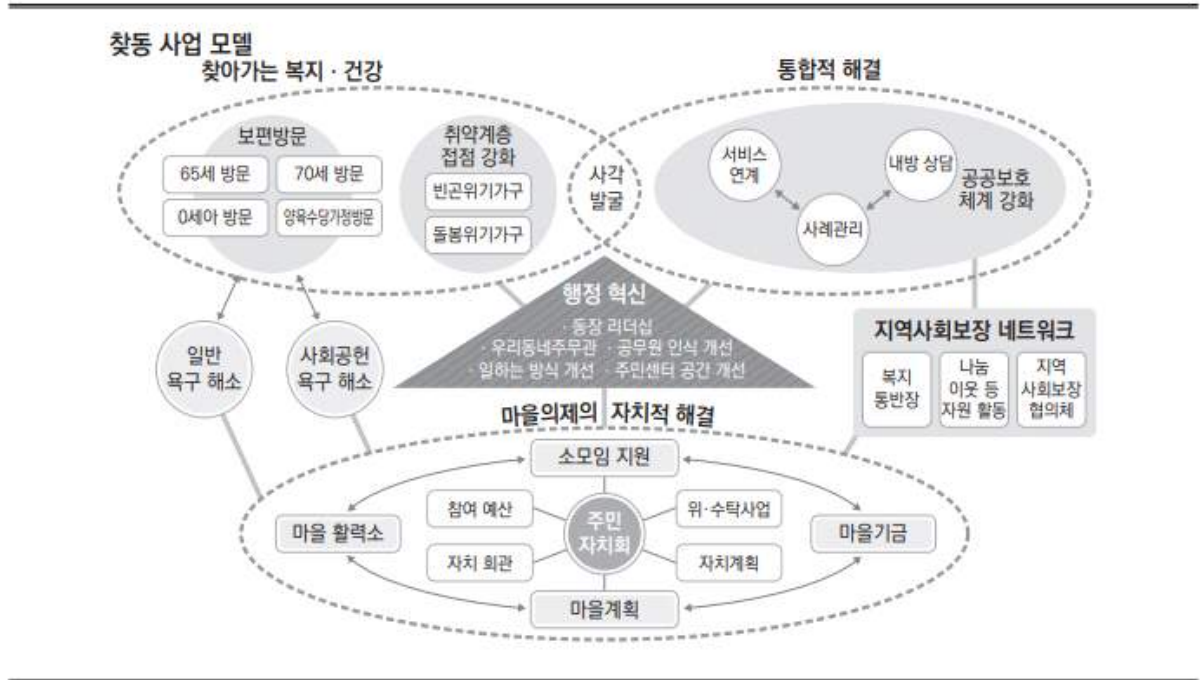 찾동 사업 모델
찾아가는 복지 · 건강
통합적 해결
보편방문
65세 방문
70세 방문
0세아 방문
양육수당가정방문
취약계층
접점 강화
빈곤위기가구
돌봄위기가구
사각
발굴
서비스
연계
내방 상담
사례관리
공공보호
체계 강화
행정 혁신
· 동장 리더십
· 우리동네주무관 · 공무원 인식 개선
· 일하는 방식 개선 · 주민센터 공간 개선
일반
욕구 해소
사회공헌
욕구 해소
지역사회보장 네트워크
복지
통반장
나눔
이웃 등
자원 활동
지역
사회보장
협의체
마을의제의 자치적 해결
소모임 지원
참여 예산
위·수탁사업
마을 활력소
주민
자치회
마을기금
자치 회관
자치계획
마을계획